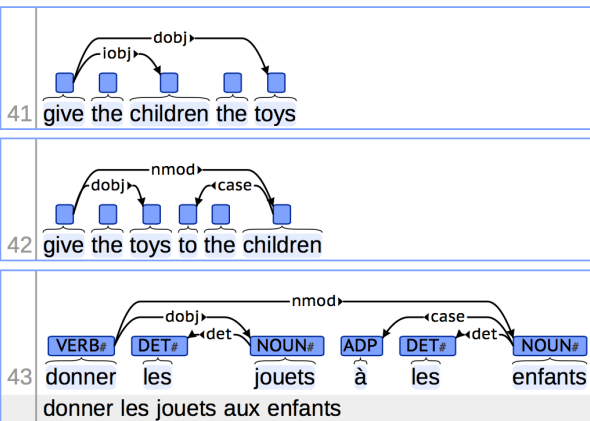 dobj
iobj
41 give the children the toys
nmod
dobj case
42 give the toys to the children
nmod
dobj case
det det
VERB# DET# NOUN# ADP DET# NOUN#
43 donner les jouets à les enfants
donner les jouets aux enfants